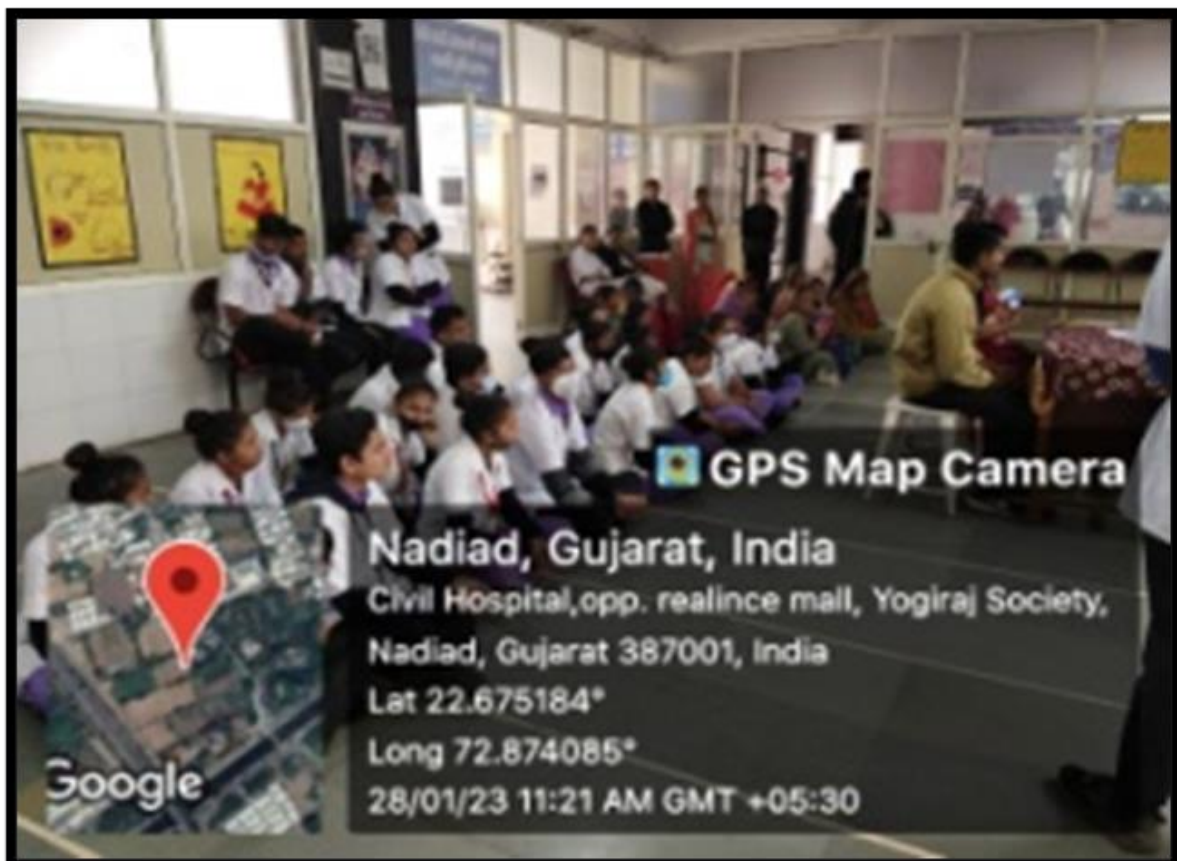 GPS Map Camera
Nadiad, Gujarat, India
Civil Hospital,opp. realince mall, Yogiraj Society,
Nadiad, Gujarat 387001, India
Lat 22.675184°
Long 72.874085°
28/01/23 11:21 AM GMT +05:30
Google